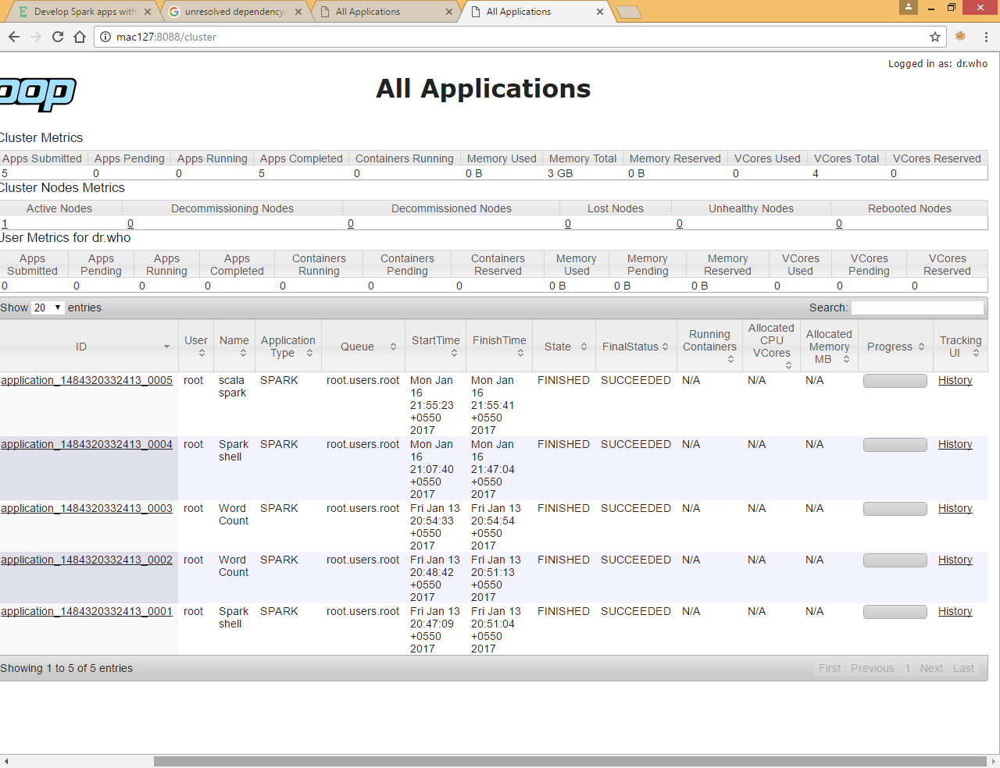 Develop Spark apps with
unresolved dependency:
All Applications
All Applications
mac127:8088/cluster
Logged in as: dr.who
oop
All Applications
Cluster Metrics
Apps Submitted Apps Pending Apps Running Apps Completed Containers Running Memory Used Memory Total Memory Reserved VCores Used VCores Total VCores Reserved
5 0 0 5 0 0 B 3 GB 0 B 0 4 0
Cluster Nodes Metrics
Active Nodes Decommissioning Nodes Decommissioned Nodes Lost Nodes Unhealthy Nodes Rebooted Nodes
1 0 0 0 0 0
User Metrics for dr.who
Apps Apps Apps Apps Containers Containers Containers Memory Memory Memory VCores VCores VCores
Submitted Pending Running Completed Running Pending Reserved Used Pending Reserved Used Pending Reserved
0 0 0 0 0 0 0 0 B 0 B 0 B 0 0 0
Show 20 entries Search:
ID User Name Application Type Queue StartTime FinishTime State FinalStatus Running Containers Allocated CPU VCores Allocated Memory MB Progress Tracking UI
application_1484320332413_0005 root scala SPARK root.users.root Mon Jan Mon Jan FINISHED SUCCEEDED N/A N/A N/A History
spark 16 16
21:55:23 21:55:41
+0550 +0550
2017 2017
application_1484320332413_0004 root Spark SPARK root.users.root Mon Jan Mon Jan FINISHED SUCCEEDED N/A N/A N/A History
shell 16 16
21:07:40 21:47:04
+0550 +0550
2017 2017
application_1484320332413_0003 root Word SPARK root.users.root Fri Jan 13 Fri Jan 13 FINISHED SUCCEEDED N/A N/A N/A History
Count 20:54:33 20:54:54
+0550 +0550
2017 2017
application_1484320332413_0002 root Word SPARK root.users.root Fri Jan 13 Fri Jan 13 FINISHED SUCCEEDED N/A N/A N/A History
Count 20:48:42 20:51:13
+0550 +0550
2017 2017
application_1484320332413_0001 root Spark SPARK root.users.root Fri Jan 13 Fri Jan 13 FINISHED SUCCEEDED N/A N/A N/A History
shell 20:47:09 20:51:04
+0550 +0550
2017 2017
Showing 1 to 5 of 5 entries First Previous 1 Next Last